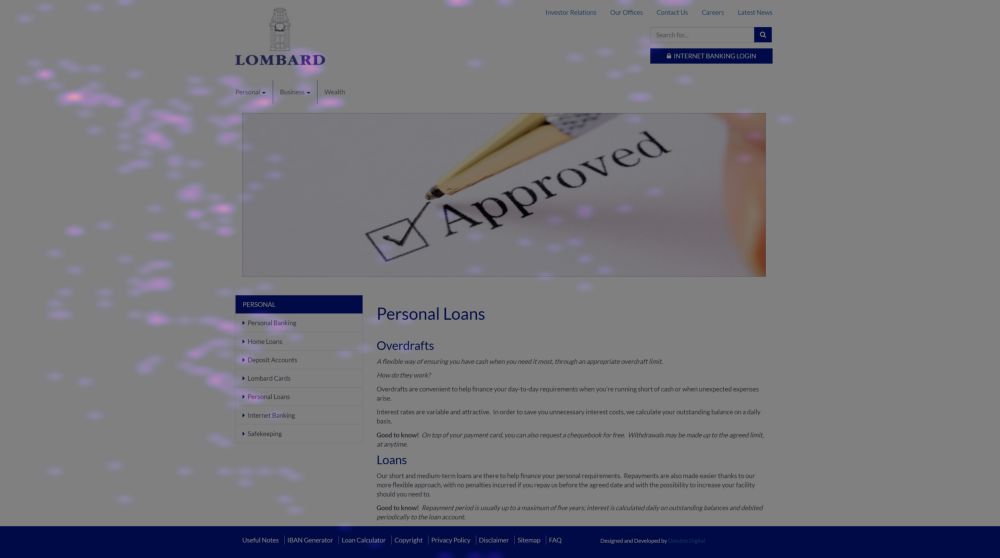 Investor Relations Our Offices Contact Us Careers Latest News
Search for...
INTERNET BANKING LOGIN
LOMBARD
Personal Business Wealth
Approved
PERSONAL
Personal Banking
Home Loans
Deposit Accounts
Lombard Cards
Personal Loans
Internet Banking
Safekeeping
Personal Loans
Overdrafts
A flexible way of ensuring you have cash when you need it most, through an appropriate overdraft limit.
How do they work?
Overdrafts are convenient to help finance your day-to-day requirements when you're running short of cash or when unexpected expenses
arise.
Interest rates are variable and attractive. In order to save you unnecessary interest costs, we calculate your outstanding balance on a daily
basis.
Good to know! On top of your payment card, you can also request a chequebook for free. Withdrawals may be made up to the agreed limit,
at anytime.
Loans
Our short and medium-term loans are there to help finance your personal requirements. Repayments are also made easier thanks to our
more flexible approach, with no penalties incurred if you repay us before the agreed date and with the possibility to increase your facility
should you need to.
Good to know! Repayment period is usually up to a maximum of five years; interest is calculated daily on outstanding balances and debited
periodically to the loan account.
Useful Notes IBAN Generator Loan Calculator Copyright Privacy Policy Disclaimer Sitemap FAQ
Designed and Developed by